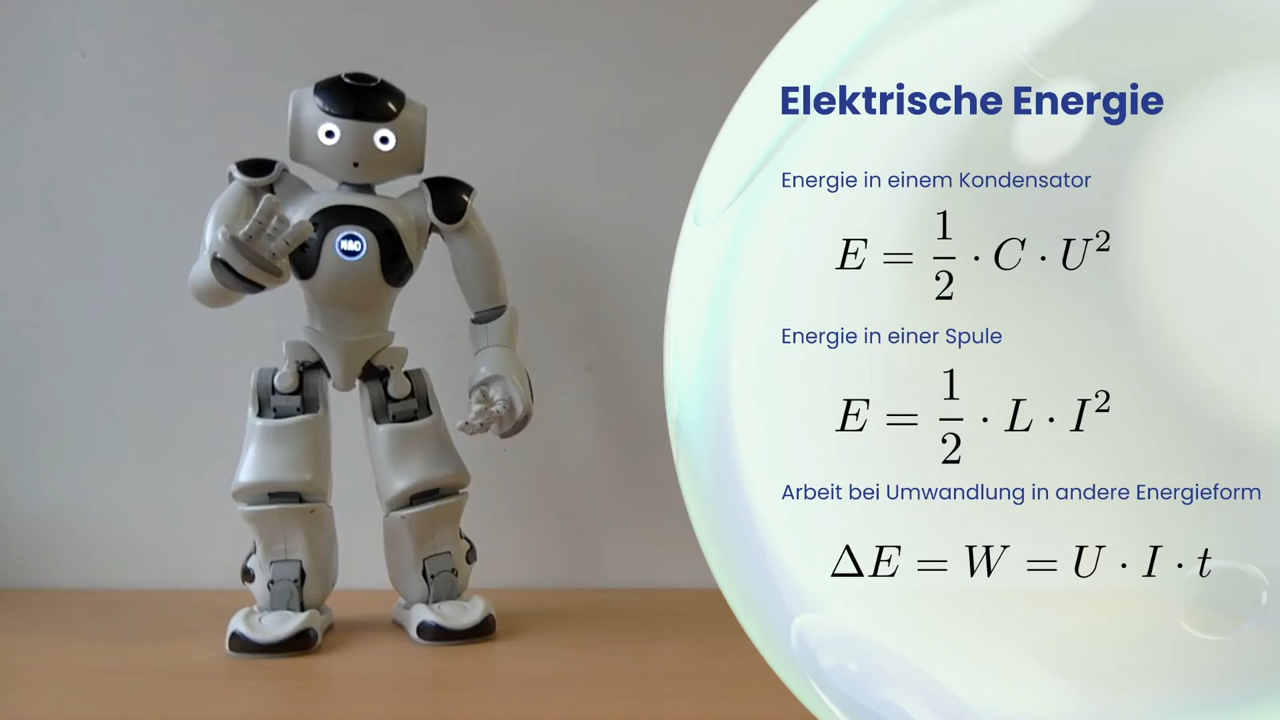 NAO
Elektrische Energie
Energie in einem Kondensator
E = 1/2 · C · U²
Energie in einer Spule
E = 1/2 · L · I²
Arbeit bei Umwandlung in andere Energieform
ΔE = W = U · I · t